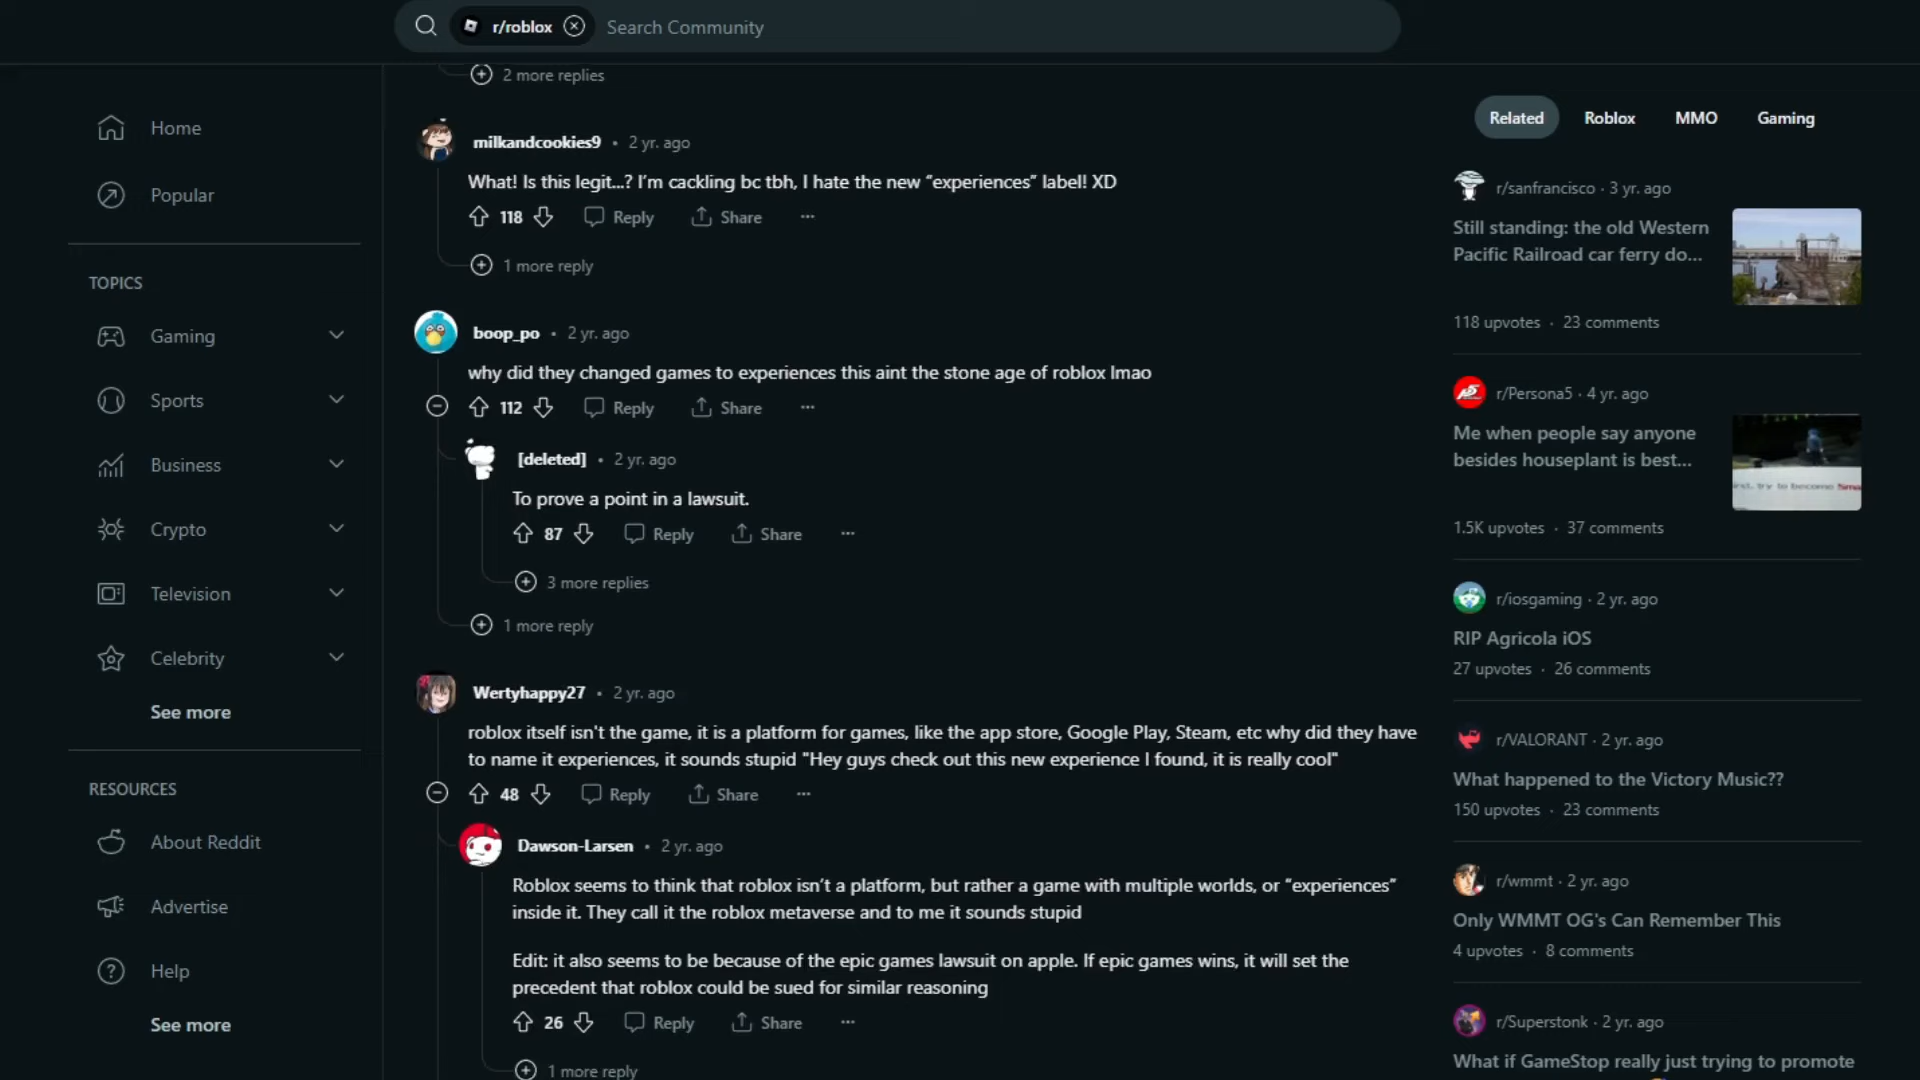 r/roblox
Search Community
Home
Popular
TOPICS
Gaming
Sports
Business
Crypto
Television
Celebrity
See more
RESOURCES
About Reddit
Advertise
Help
See more
2 more replies
milkandcookies9 • 2 yr. ago
What! Is this legit...? I’m cackling bc tbh, I hate the new “experiences” label! XD
118 Reply Share ...
1 more reply
boop_po • 2 yr. ago
why did they changed games to experiences this aint the stone age of roblox lmao
112 Reply Share ...
[deleted] • 2 yr. ago
To prove a point in a lawsuit.
87 Reply Share ...
3 more replies
1 more reply
Wertyhappy27 • 2 yr. ago
roblox itself isn't the game, it is a platform for games, like the app store, Google Play, Steam, etc why did they have
to name it experiences, it sounds stupid "Hey guys check out this new experience I found, it is really cool"
48 Reply Share ...
Dawson-Larsen • 2 yr. ago
Roblox seems to think that roblox isn’t a platform, but rather a game with multiple worlds, or “experiences”
inside it. They call it the roblox metaverse and to me it sounds stupid
Edit: it also seems to be because of the epic games lawsuit on apple. If epic games wins, it will set the
precedent that roblox could be sued for similar reasoning
26 Reply Share ...
1 more reply
Related Roblox MMO Gaming
r/sanfrancisco · 3 yr. ago
Still standing: the old Western
Pacific Railroad car ferry do...
118 upvotes · 23 comments
r/Persona5 · 4 yr. ago
Me when people say anyone
besides houseplant is best...
1.5K upvotes · 37 comments
r/iosgaming · 2 yr. ago
RIP Agricola iOS
27 upvotes · 26 comments
r/VALORANT · 2 yr. ago
What happened to the Victory Music??
150 upvotes · 23 comments
r/wmmt · 2 yr. ago
Only WMMT OG's Can Remember This
4 upvotes · 8 comments
r/Superstonk · 2 yr. ago
What if GameStop really just trying to promote